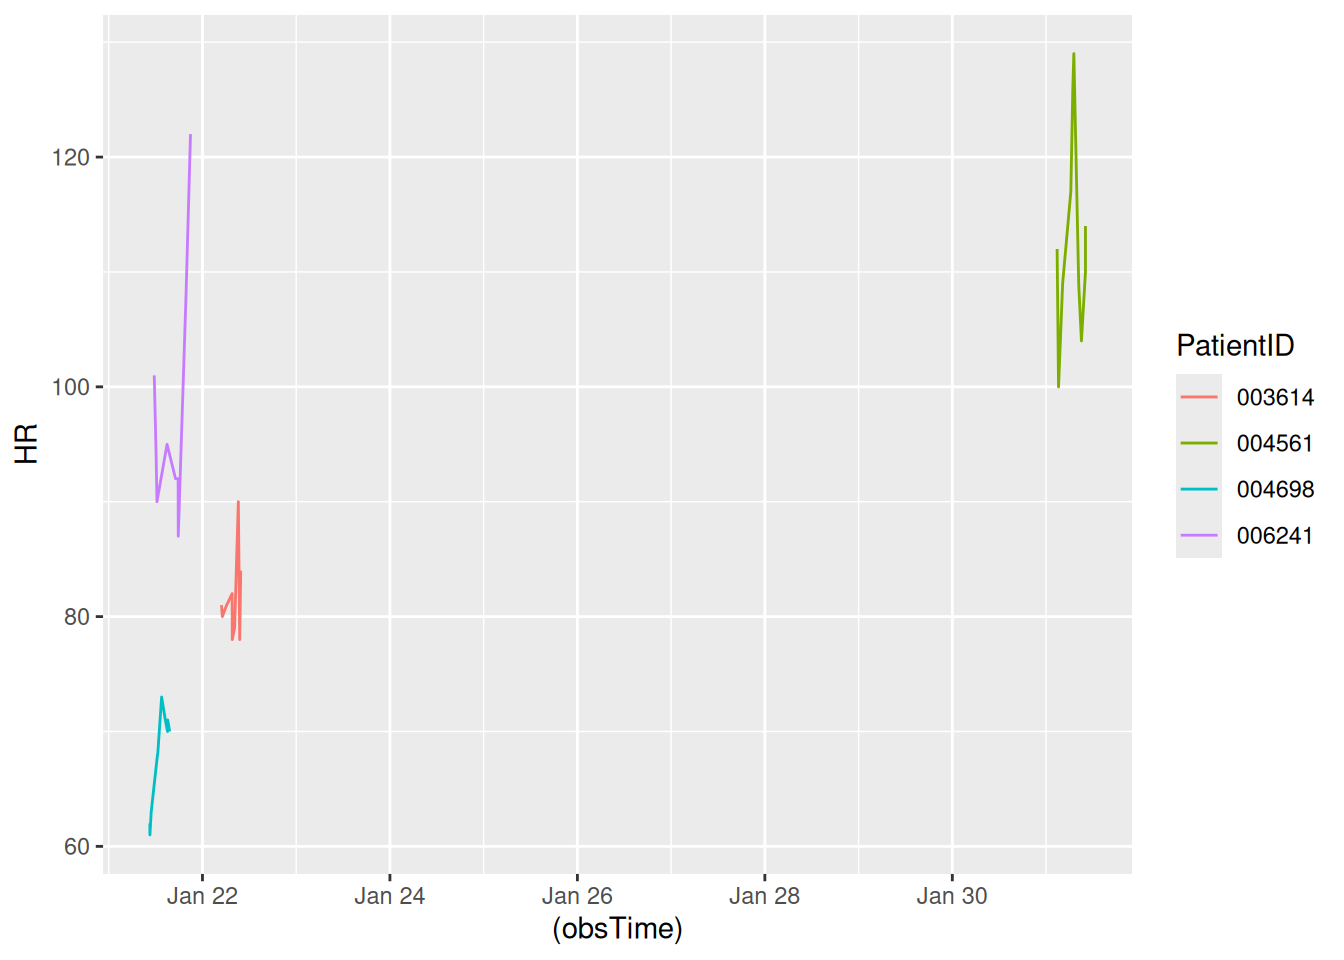 120
100
80
60
HR
Jan 22
Jan 24
Jan 26
Jan 28
Jan 30
(obsTime)
PatientID
003614
004561
004698
006241